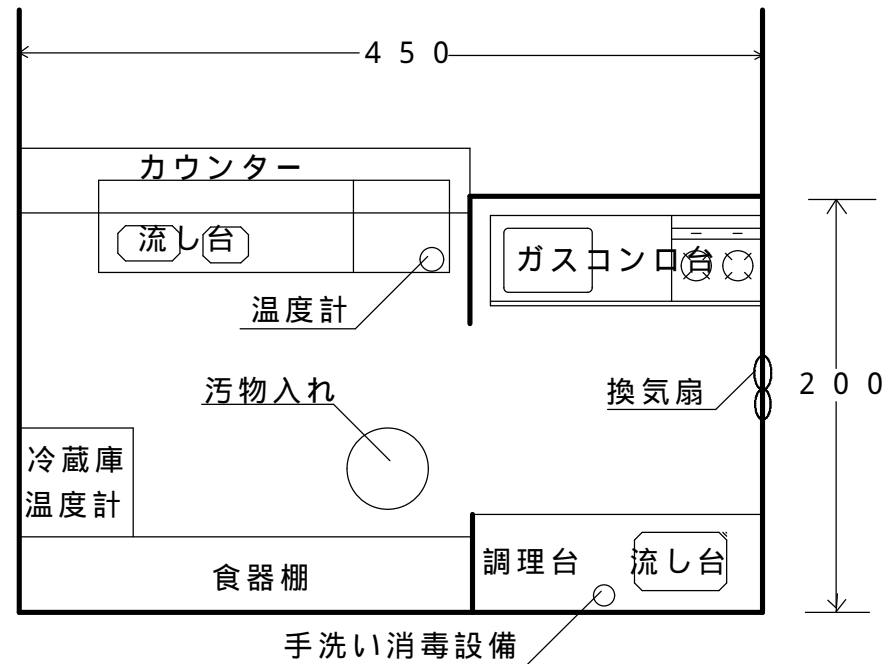 ４５０
カウンター
流し台
ガスコンロ台
温度計
汚物入れ
換気扇
２００
冷蔵庫
温度計
食器棚
調理台
流し台
手洗い消毒設備